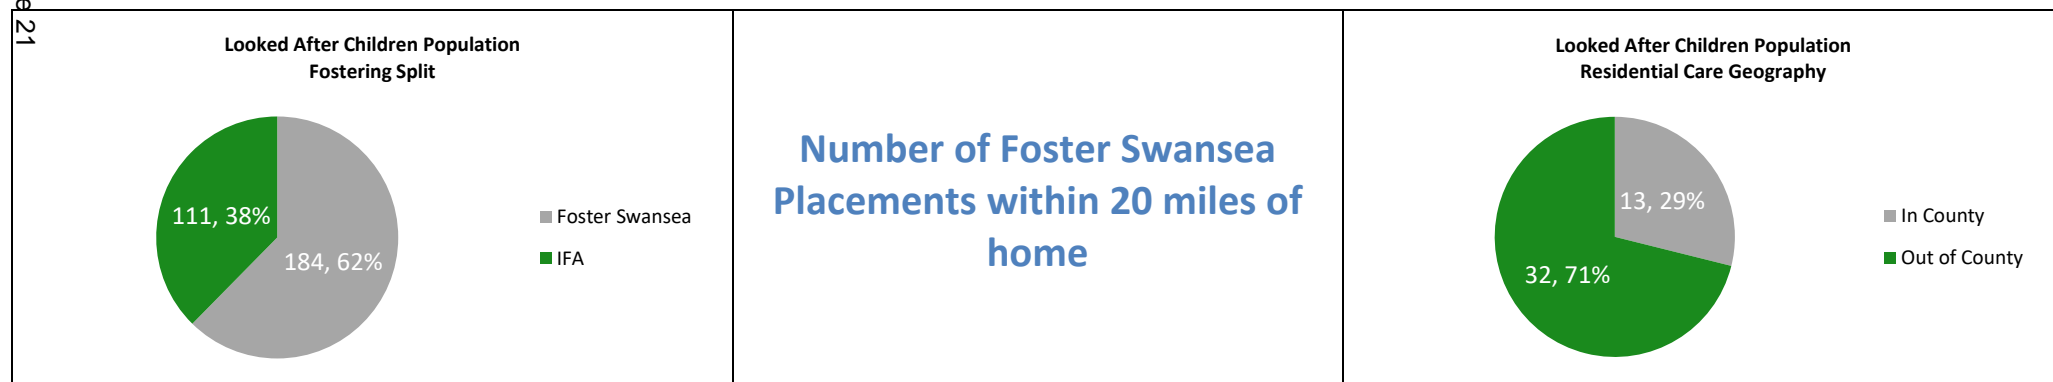 e 21
Looked After Children Population
Fostering Split
111, 38%
184, 62%
Foster Swansea
IFA
Number of Foster Swansea
Placements within 20 miles of
home
Looked After Children Population
Residential Care Geography
13, 29%
32, 71%
In County
Out of County